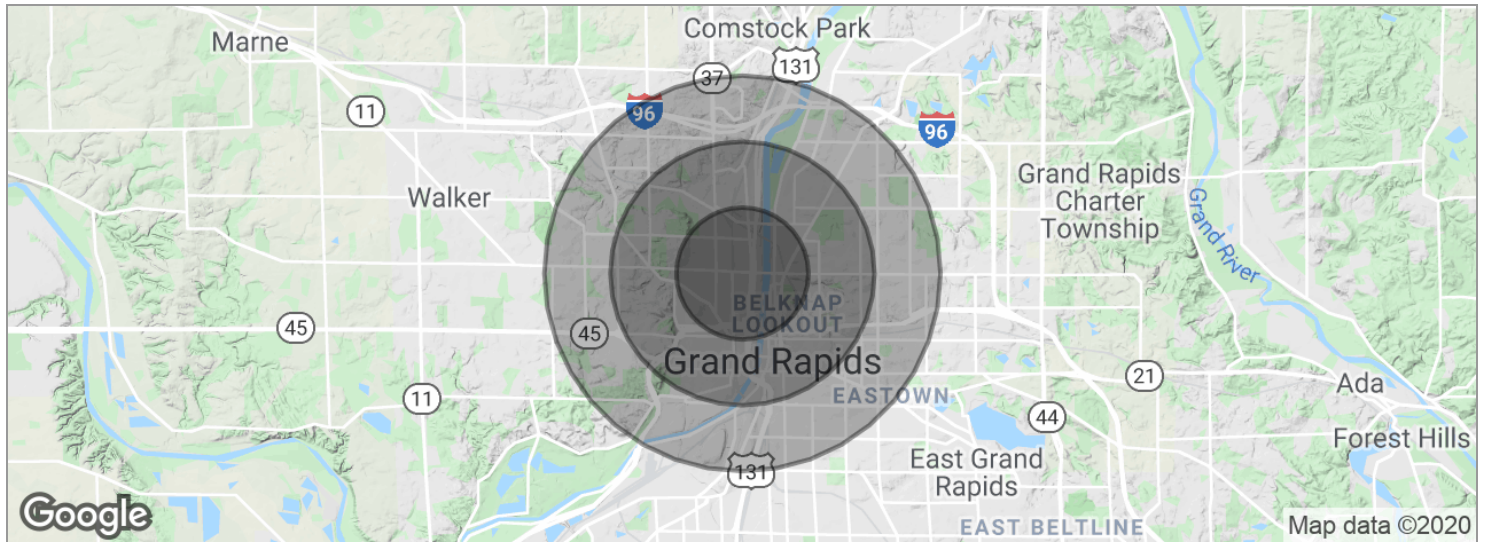 Comstock Park
Marne
37
131
11
96
96
Grand Rapids
Charter
Township
Walker
Grand River
BELKNAP
LOOKOUT
45
45
Grand Rapids
21
Ada
11
EASTOWN
44
Forest Hills
East Grand
Rapids
131
Google
EAST BELTLINE
Map data ©2020